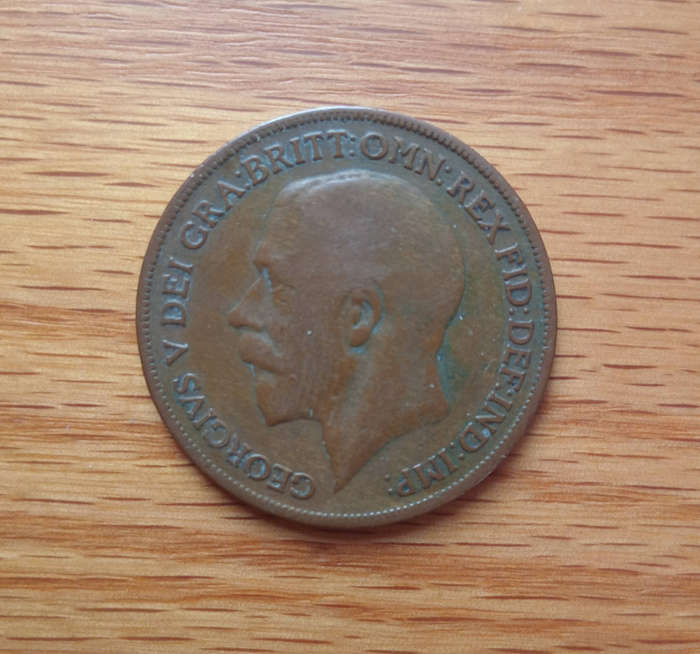 GEORGIVS V DEI GRA: BRITT: OMN: REX FID: DEF: IND: IMP: